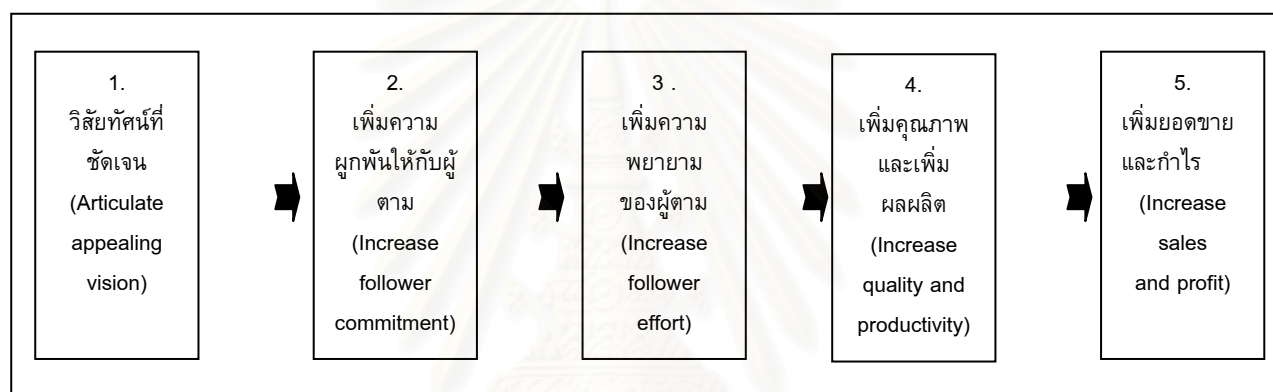 1.
วิสัยทัศน์ที่
ชัดเจน
(Articulate
appealing
vision)
2.
เพิ่มความ
ผูกพันให้กับผู้
ตาม
(Increase
follower
commitment)
3 .
เพิ่มความ
พยายาม
ของผู้ตาม
(Increase
follower
effort)
4.
เพิ่มคุณภาพ
และเพิ่ม
ผลผลิต
(Increase
quality and
productivity)
5.
เพิ่มยอดขาย
และกำไร
(Increase
sales
and profit)